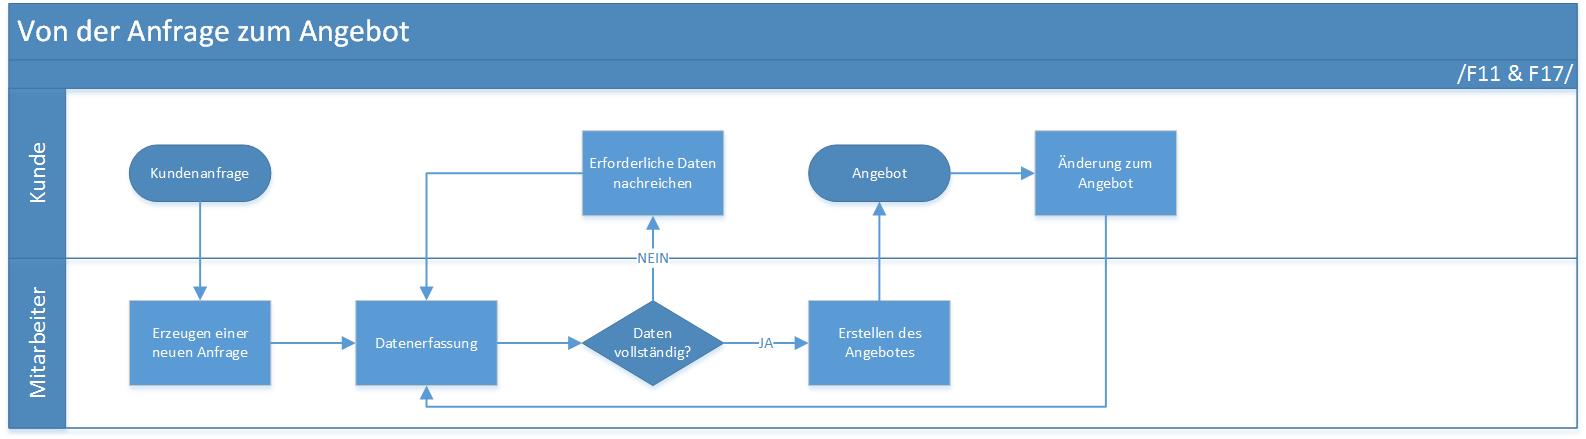 Von der Anfrage zum Angebot
/F11 & F17/
Kunde
Kundenanfrage
Erforderliche Daten
nachreichen
Angebot
Änderung zum
Angebot
NEIN
Mitarbeiter
Erzeugen einer
neuen Anfrage
Datenerfassung
Daten
vollständig?
JA
Erstellen des
Angebotes